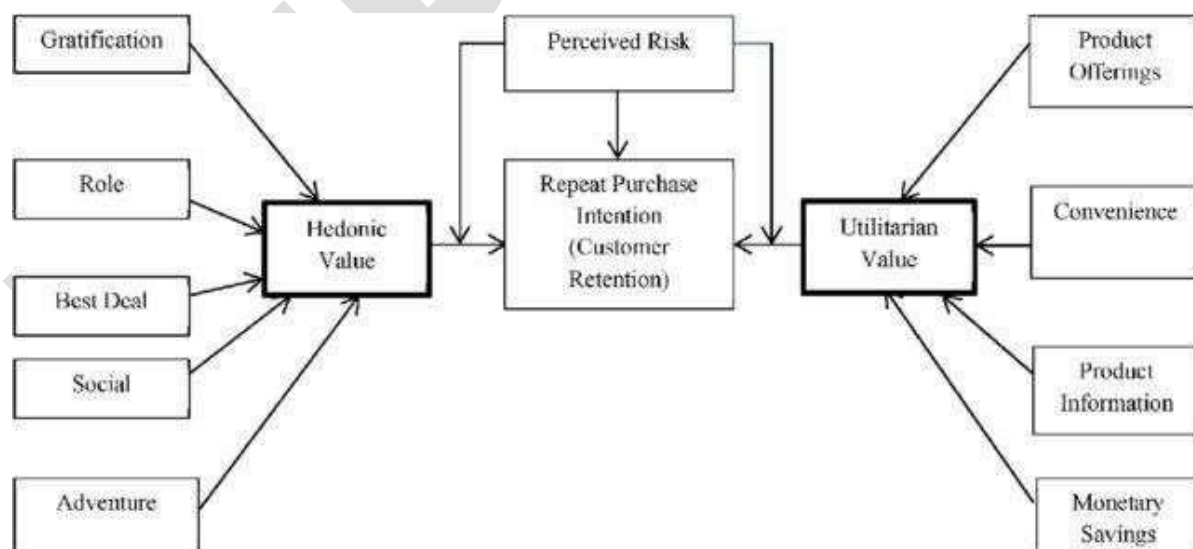 Gratification
Role
Best Deal
Social
Adventure
Hedonic
Value
Perceived Risk
Repeat Purchase
Intention
(Customer
Retention)
Utilitarian
Value
Product
Offerings
Convenience
Product
Information
Monetary
Savings